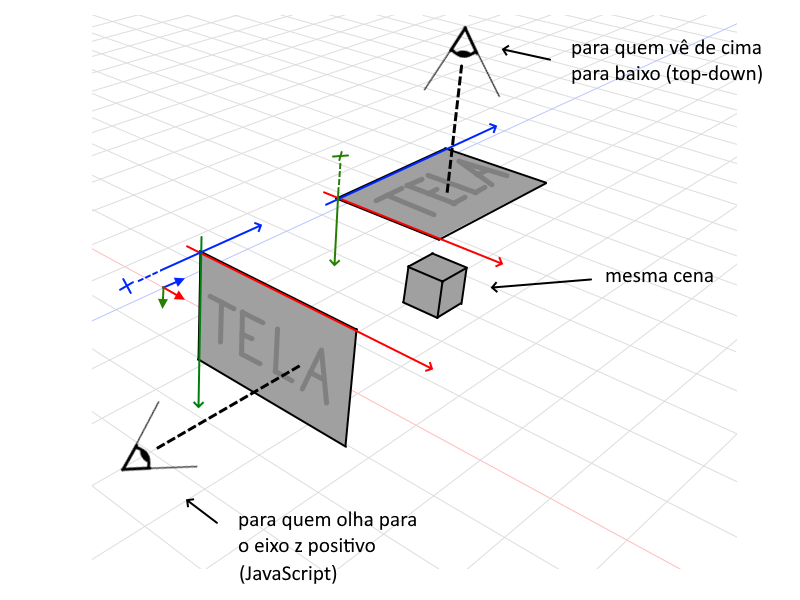 para quem vê de cima
para baixo (top-down)
TELA
mesma cena
TELA
para quem olha para
o eixo z positivo
(JavaScript)